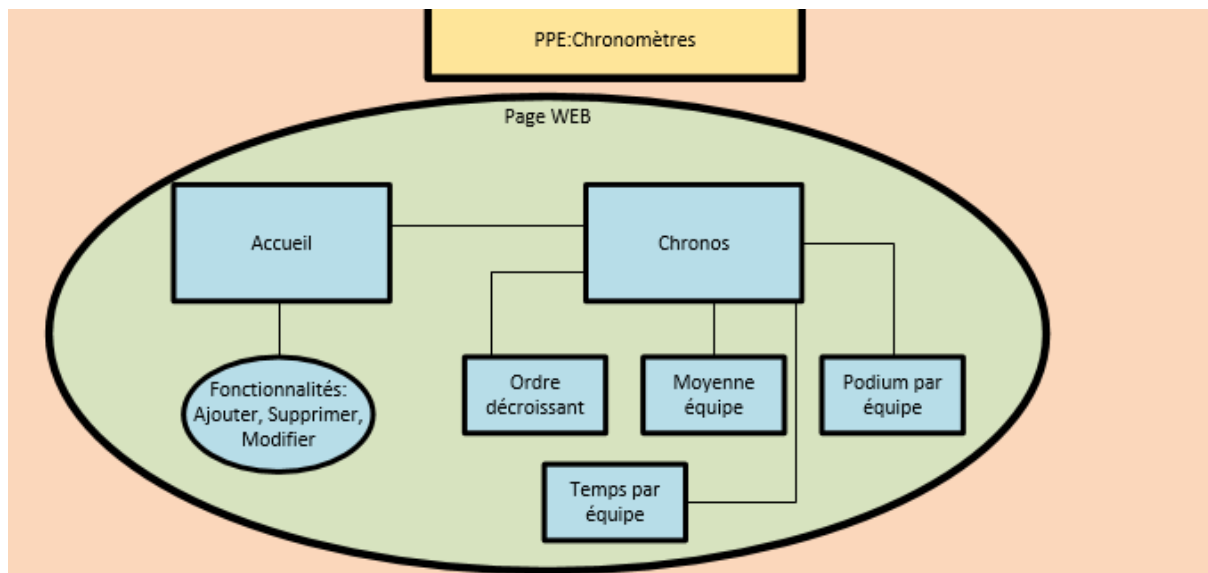 PPE:Chronomètres
Page WEB
Accueil
Chronos
Fonctionnalités:
Ajouter, Supprimer,
Modifier
Ordre
décroissant
Moyenne
équipe
Podium par
équipe
Temps par
équipe